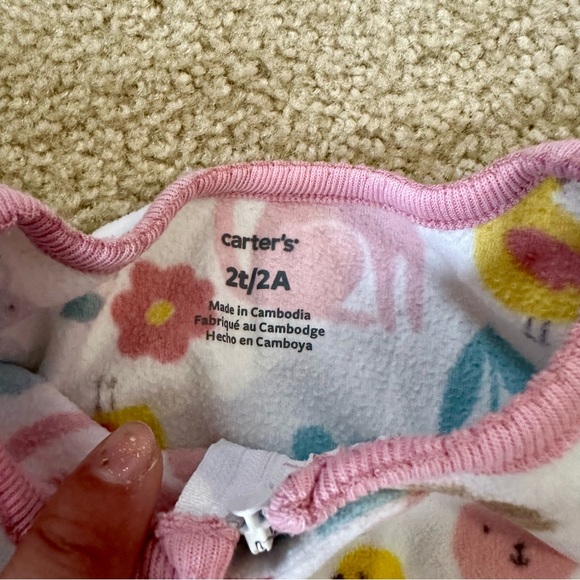 carter's
2t/2A
Made in Cambodia
Fabriqué au Cambodge
Hecho en Camboya